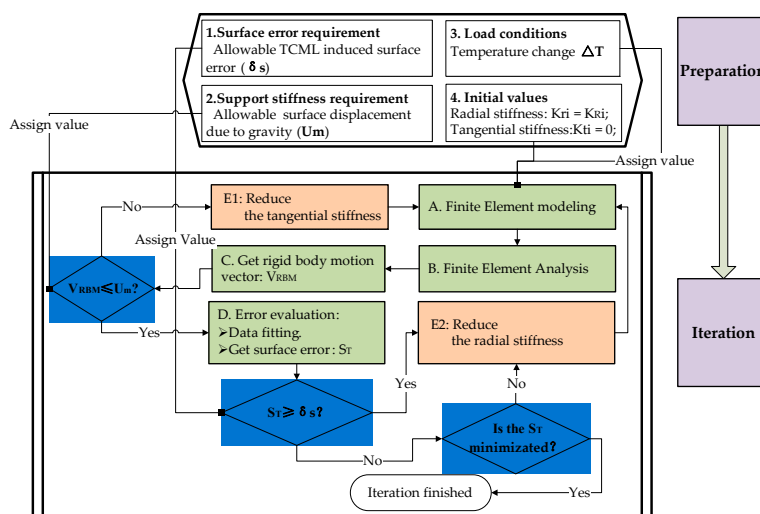 1.Surface error requirement
Allowable TCML induced surface
error ( δ s)
3. Load conditions
Temperature change ΔT
2.Support stiffness requirement
Allowable surface displacement
due to gravity (Um)
4. Initial values
Radial stiffness: Kri = KRi;
Tangential stiffness:Kti = 0;
Preparation
Assign value
Assign value
No
E1: Reduce
the tangential stiffness
A. Finite Element modeling
Assign Value
C. Get rigid body motion
vector: VRBM
B. Finite Element Analysis
VRBM≤Um?
Yes
D. Error evaluation:
➢Data fitting.
➢Get surface error: ST
E2: Reduce
the radial stiffness
Iteration
Yes
No
ST≥ δ s?
Is the ST
minimizated?
No
Iteration finished
Yes